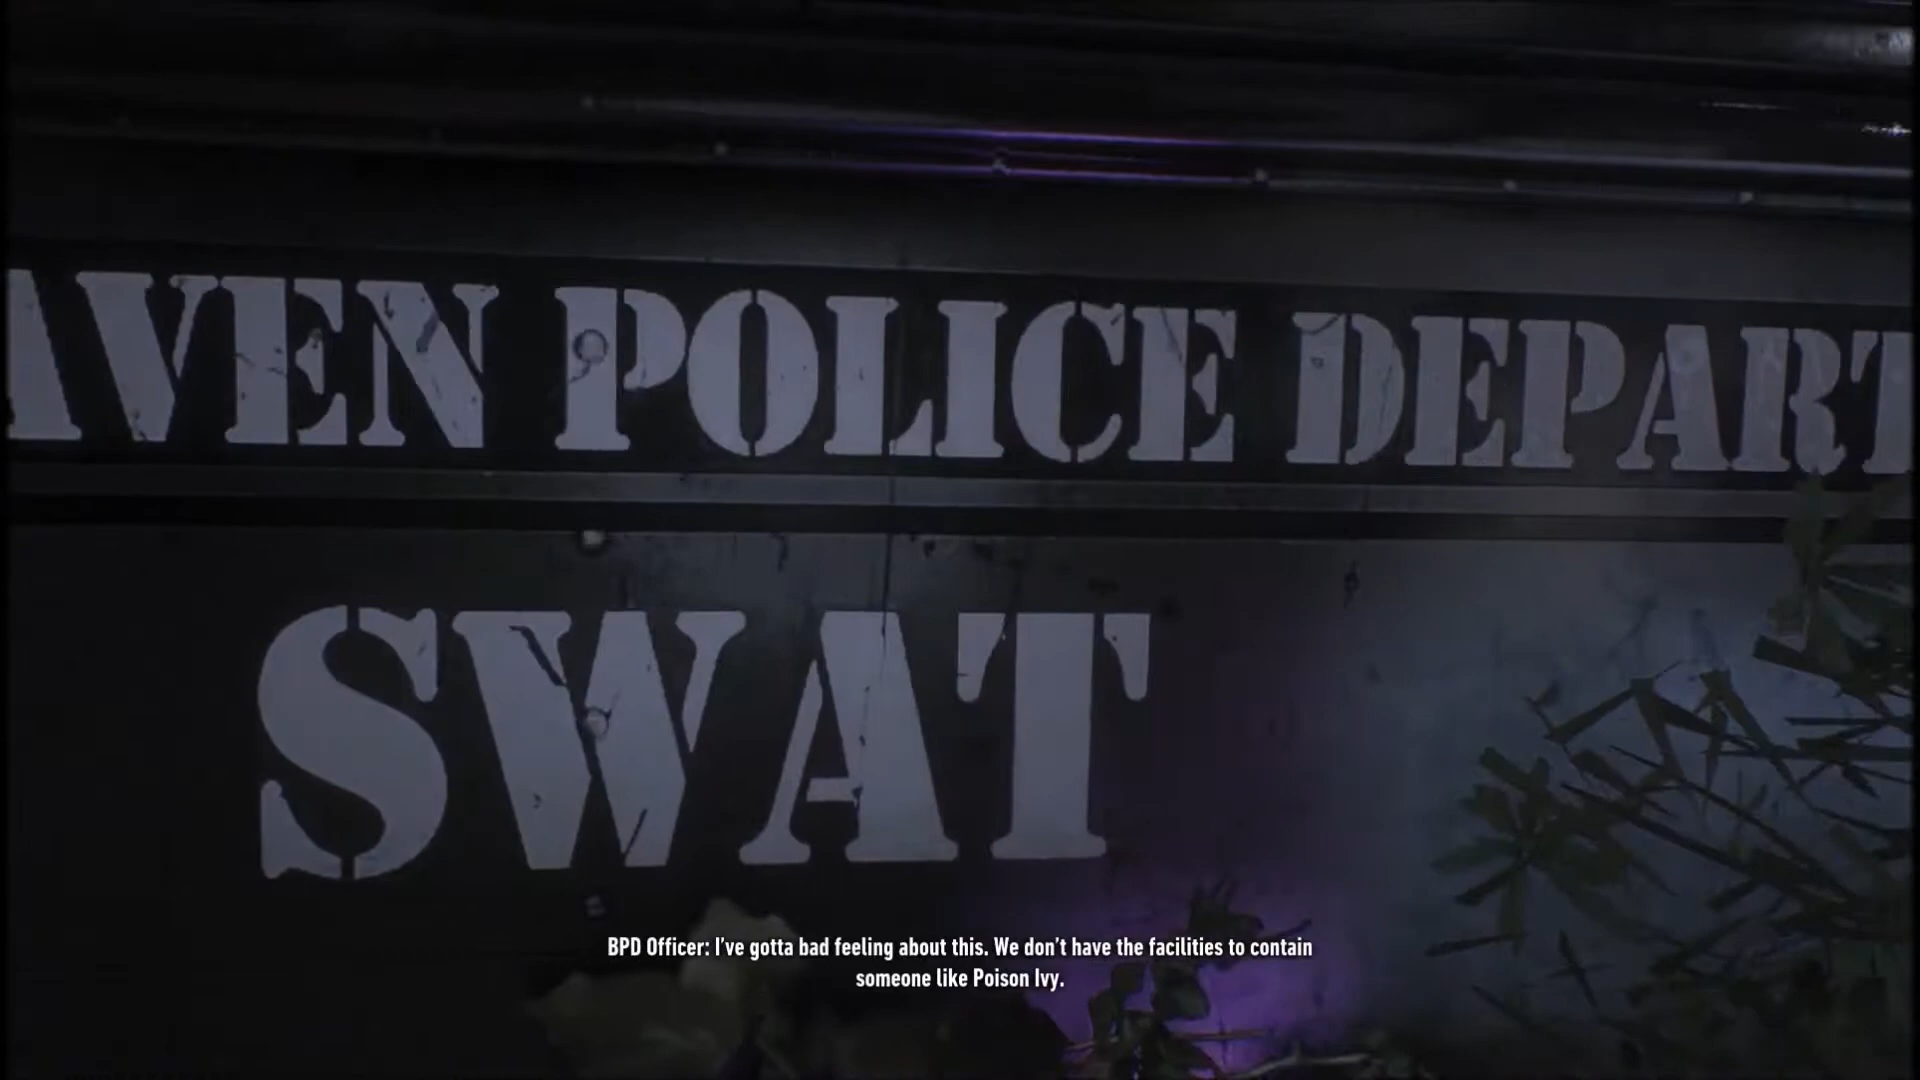 AVEN POLICE DEPART
SWAT
BPD Officer: I've gotta bad feeling about this. We don't have the facilities to contain
someone like Poison Ivy.